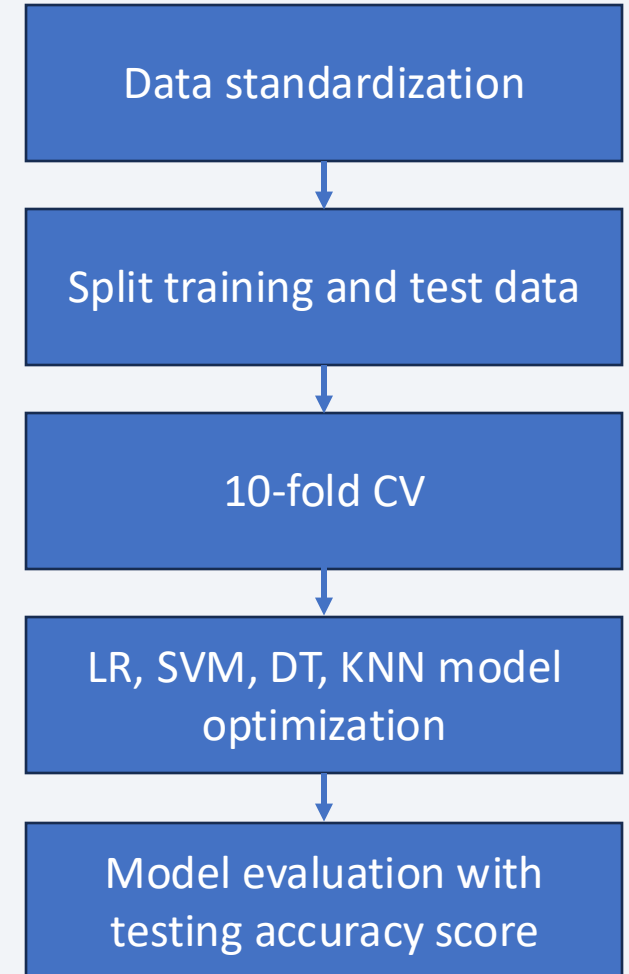 Data standardization
Split training and test data
10-fold CV
LR, SVM, DT, KNN model
optimization
Model evaluation with
testing accuracy score